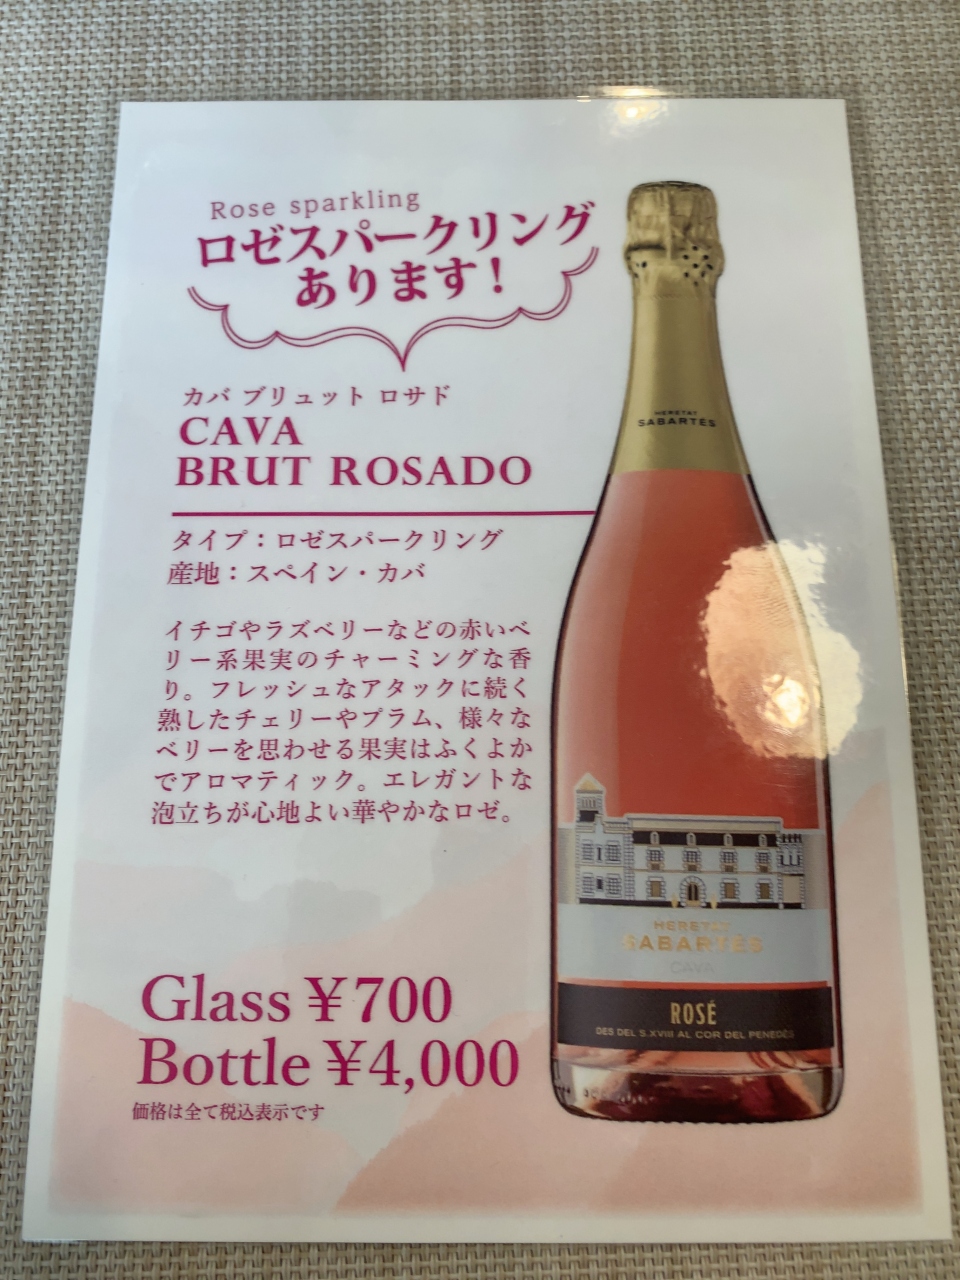 Rose sparkling
ロゼスパークリング
あります！
カバ ブリュット ロサド
CAVA
BRUT ROSADO
タイプ：ロゼスパークリング
産地：スペイン・カバ
イチゴやラズベリーなどの赤いベ
リー系果実のチャーミングな香
り。フレッシュなアタックに続く
熟したチェリーやプラム、様々な
ベリーを思わせる果実はふくよか
でアロマティック。エレガントな
泡立ちが心地よい華やかなロゼ。
Glass ¥700
Bottle ¥4,000
価格は全て税込表示です
HERETAT
SABARTÉS
HERETAT
SABARTÉS
CAVA
ROSÉ
DES DEL S.XVIII AL COR DEL PENEDÈS